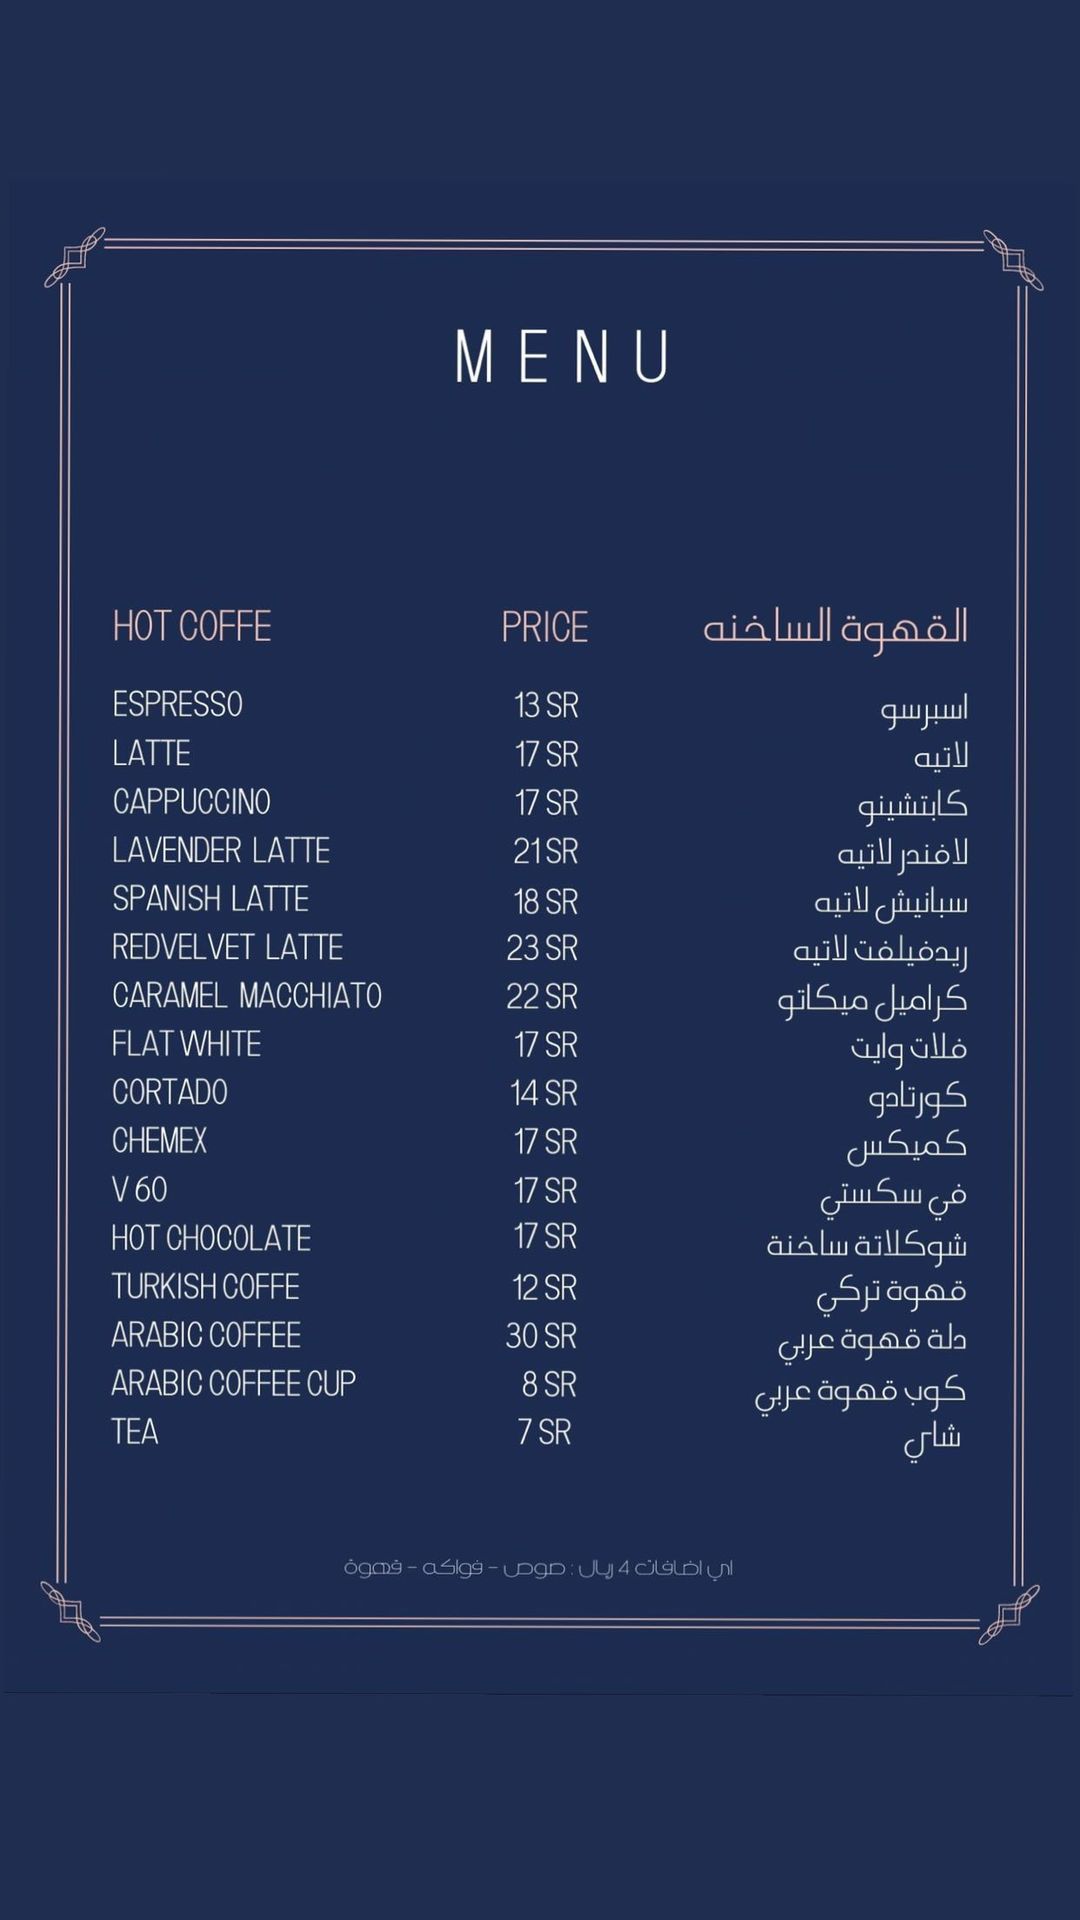 MENU
HOT COFFE PRICE القهوة الساخنه
ESPRESSO 13 SR اسبرسو
LATTE 17 SR لاتيه
CAPPUCCINO 17 SR كابتشينو
LAVENDER LATTE 21 SR لافندر لاتيه
SPANISH LATTE 18 SR سبانيش لاتيه
REDVELVET LATTE 23 SR ريدفيلفت لاتيه
CARAMEL MACCHIATO 22 SR كراميل ميكاتو
FLAT WHITE 17 SR فلات وايت
CORTADO 14 SR كورتادو
CHEMEX 17 SR كميكس
V 60 17 SR في سكستي
HOT CHOCOLATE 17 SR شوكلاتة ساخنة
TURKISH COFFE 12 SR قهوة تركي
ARABIC COFFEE 30 SR دلة قهوة عربي
ARABIC COFFEE CUP 8 SR كوب قهوة عربي
TEA 7 SR شاي
اي اضافات 4 ريال : صوص - فواكه - قهوة